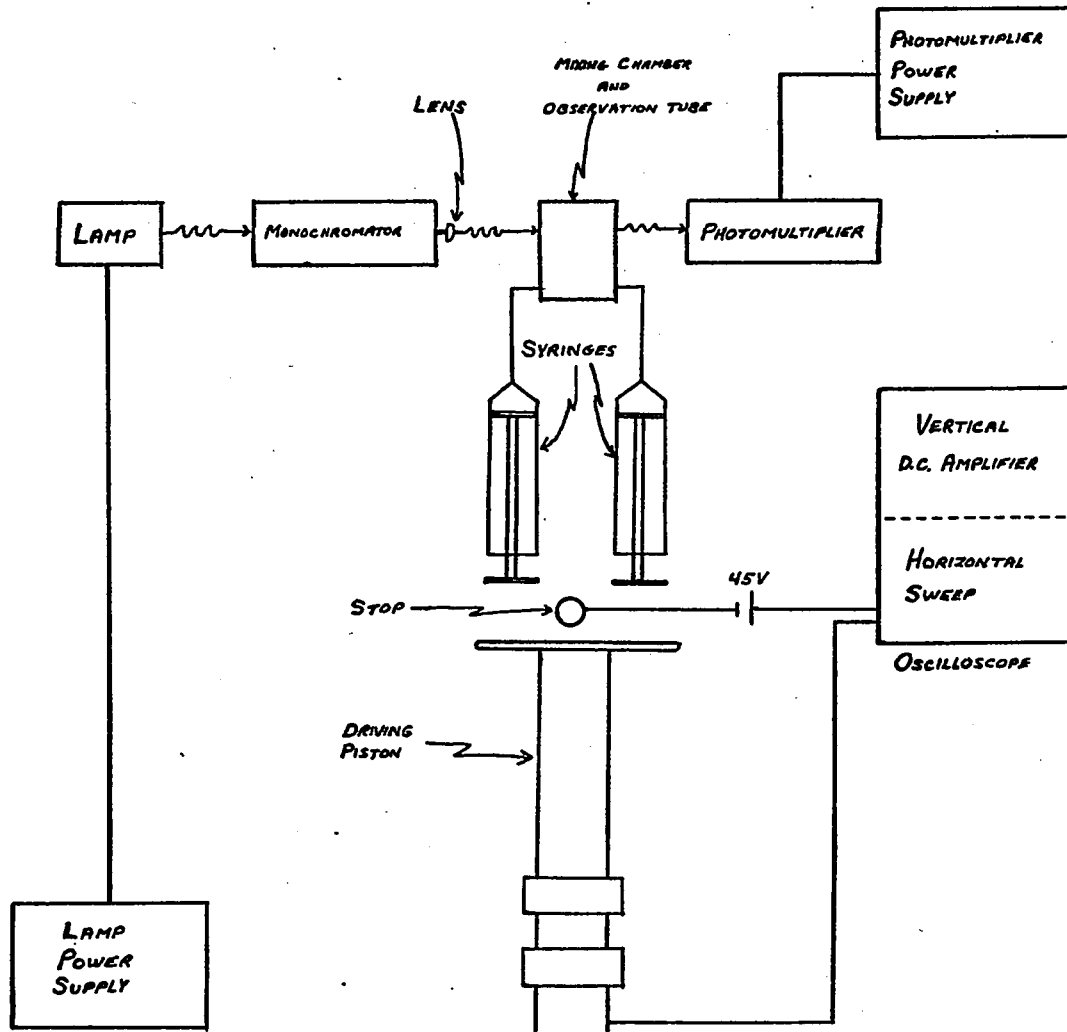 PHOTOMULTIPLIER
POWER
SUPPLY
MIXING CHAMBER
AND
OBSERVATION TUBE
LENS
LAMP
MONOCHROMATOR
PHOTOMULTIPLIER
SYRINGES
VERTICAL
D.C. AMPLIFIER
HORIZONTAL
SWEEP
45V
STOP
OSCILLOSCOPE
DRIVING
PISTON
LAMP
POWER
SUPPLY